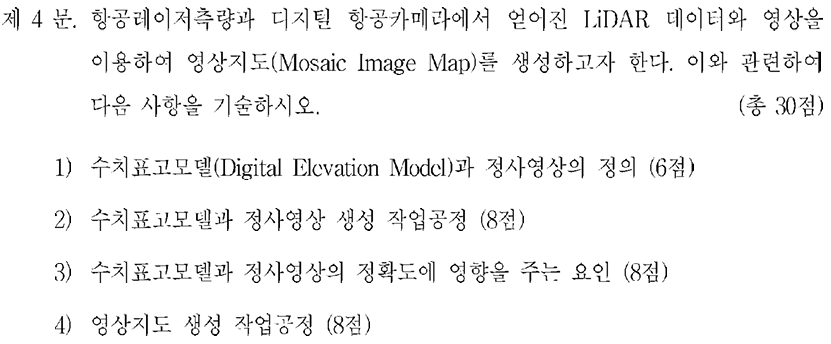 제 4 문. 항공레이저측량과 디지털 항공카메라에서 얻어진 LiDAR 데이터와 영상을
이용하여 영상지도(Mosaic Image Map)를 생성하고자 한다. 이와 관련하여
다음 사항을 기술하시오. (총 30점)
1) 수치표고모델(Digital Elevation Model)과 정사영상의 정의 (6점)
2) 수치표고모델과 정사영상 생성 작업공정 (8점)
3) 수치표고모델과 정사영상의 정확도에 영향을 주는 요인 (8점)
4) 영상지도 생성 작업공정 (8점)